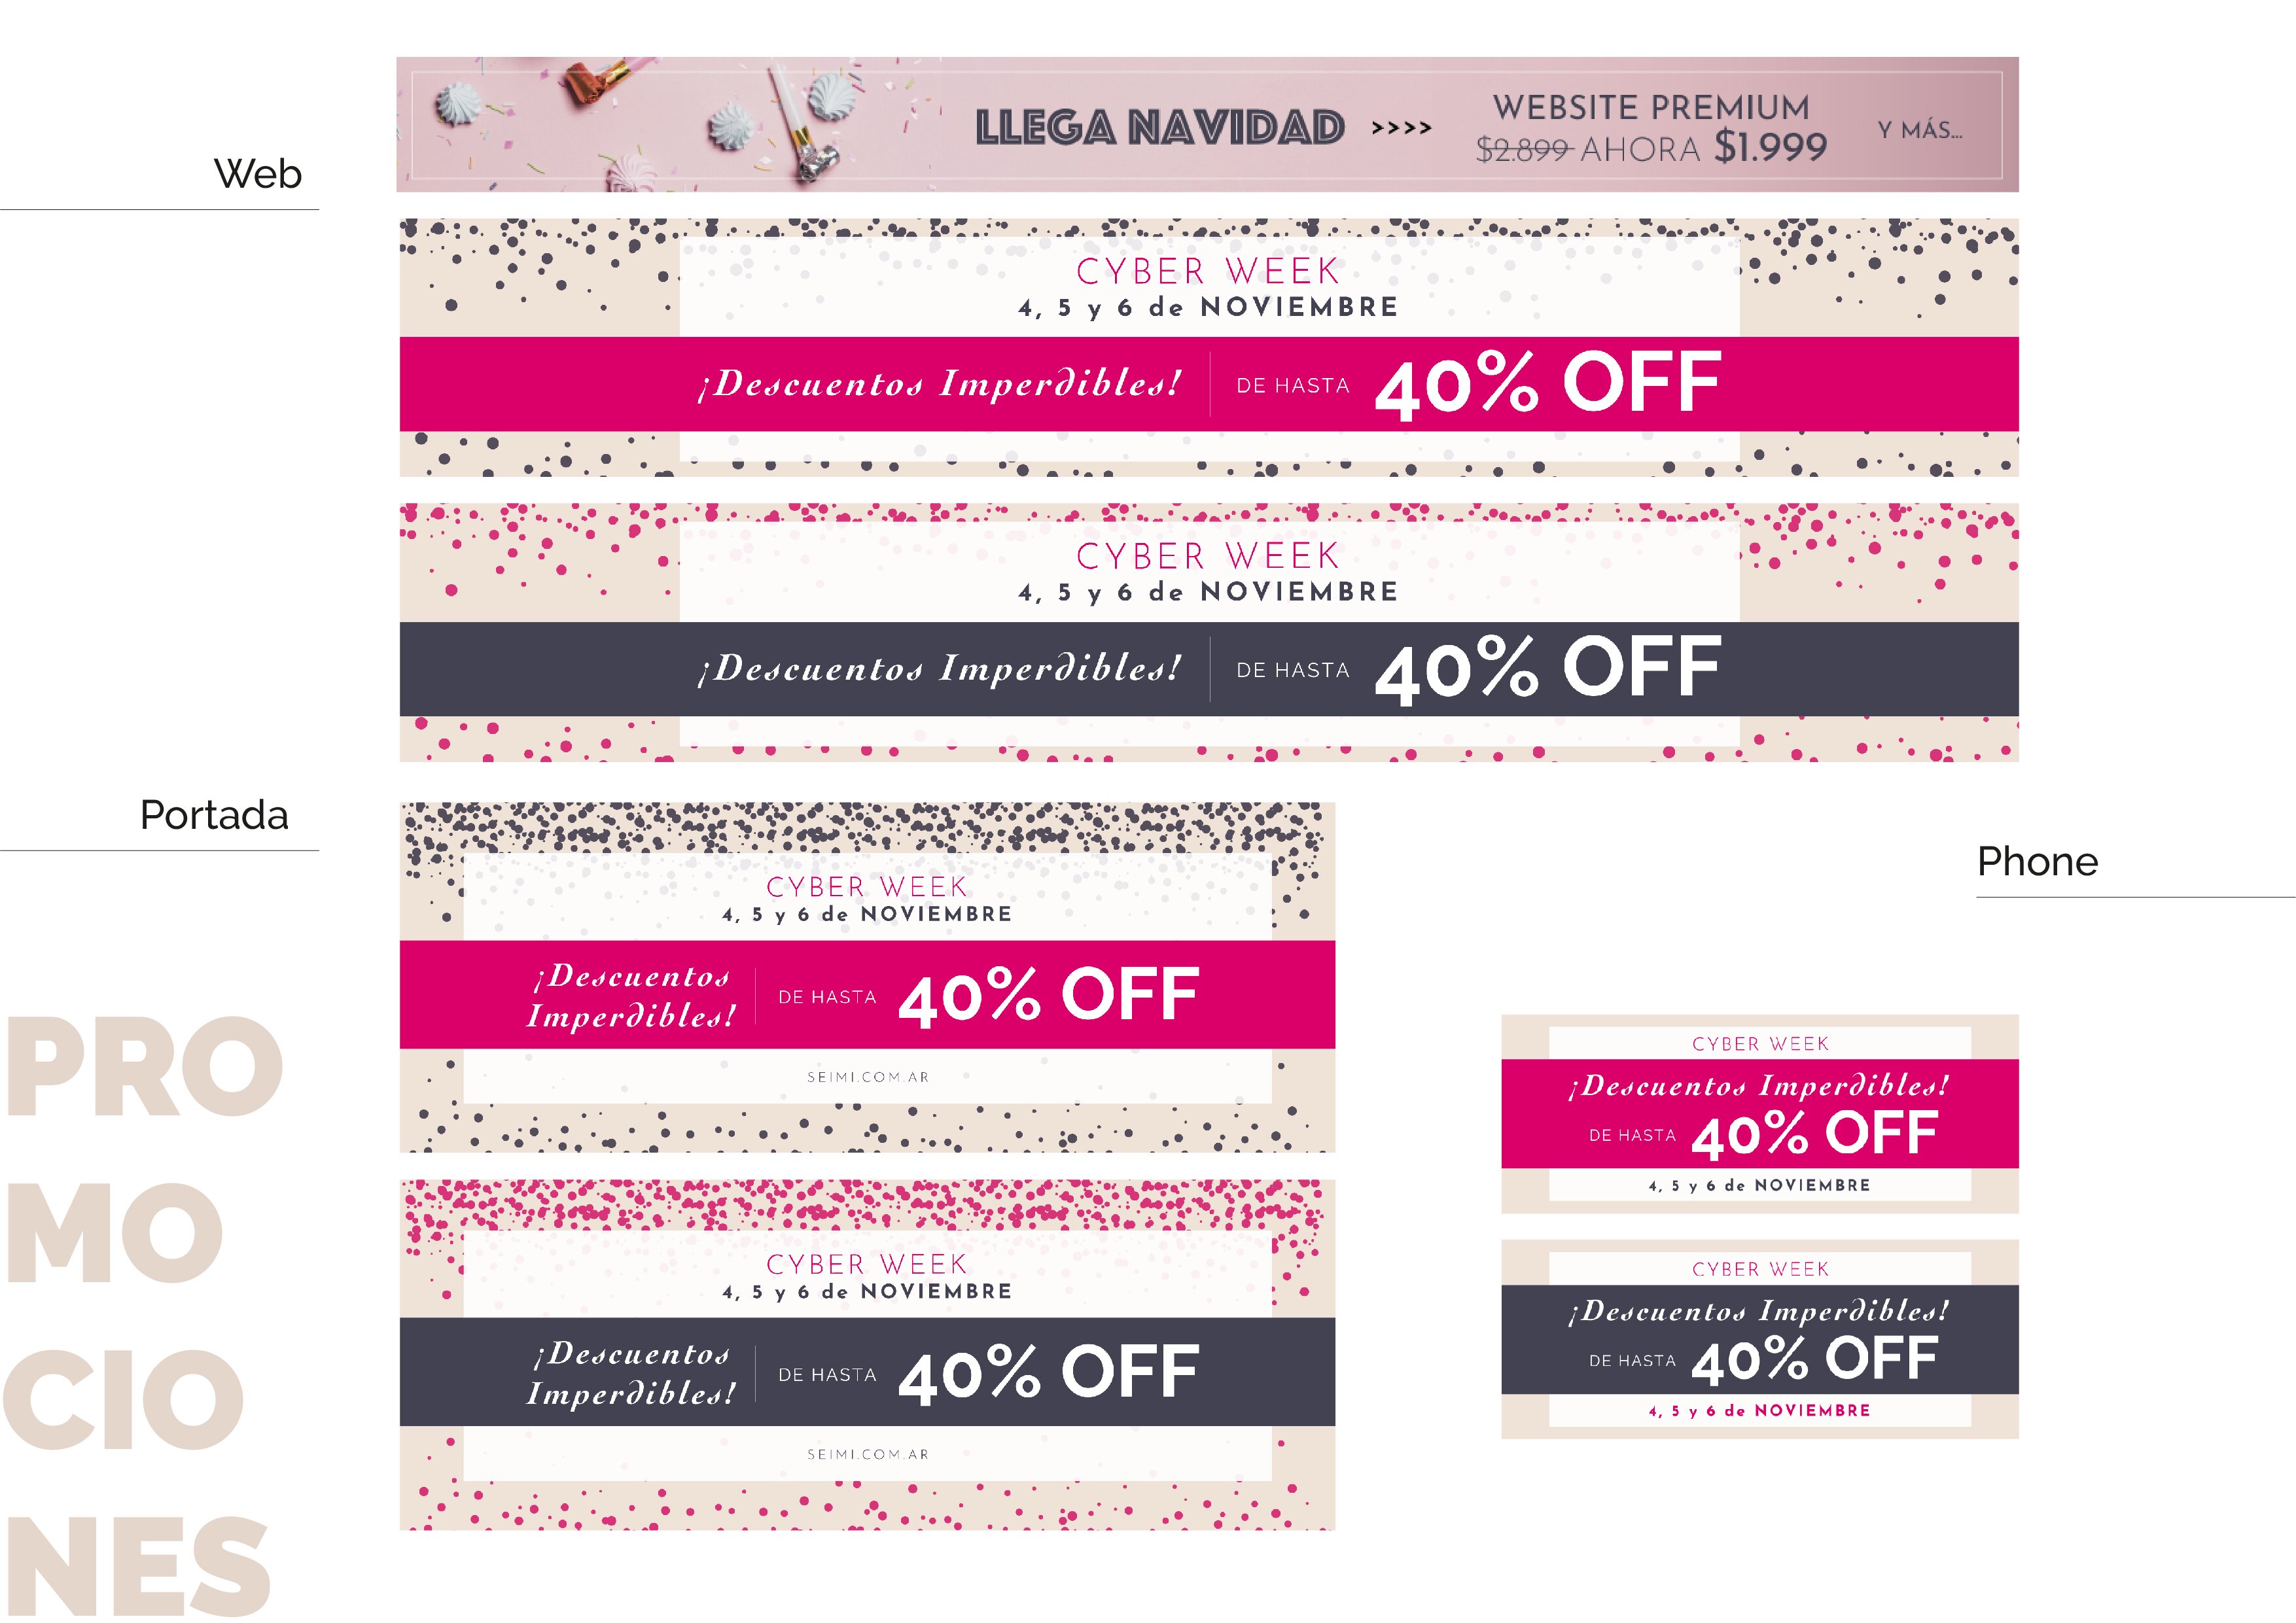 Web
LLEGA NAVIDAD >>>>
WEBSITE PREMIUM
$2.899 AHORA $1.999
Y MÁS...
CYBER WEEK
4, 5 y 6 de NOVIEMBRE
¡Descuentos Imperdibles! DE HASTA 40% OFF
CYBER WEEK
4, 5 y 6 de NOVIEMBRE
¡Descuentos Imperdibles! DE HASTA 40% OFF
Portada
CYBER WEEK
4, 5 y 6 de NOVIEMBRE
¡Descuentos
Imperdibles!
DE HASTA 40% OFF
SEIMI.COM.AR
CYBER WEEK
4, 5 y 6 de NOVIEMBRE
¡Descuentos
Imperdibles!
DE HASTA 40% OFF
SEIMI.COM.AR
Phone
CYBER WEEK
¡Descuentos Imperdibles!
DE HASTA 40% OFF
4, 5 y 6 de NOVIEMBRE
CYBER WEEK
¡Descuentos Imperdibles!
DE HASTA 40% OFF
4, 5 y 6 de NOVIEMBRE
PRO
MO
CIO
NES